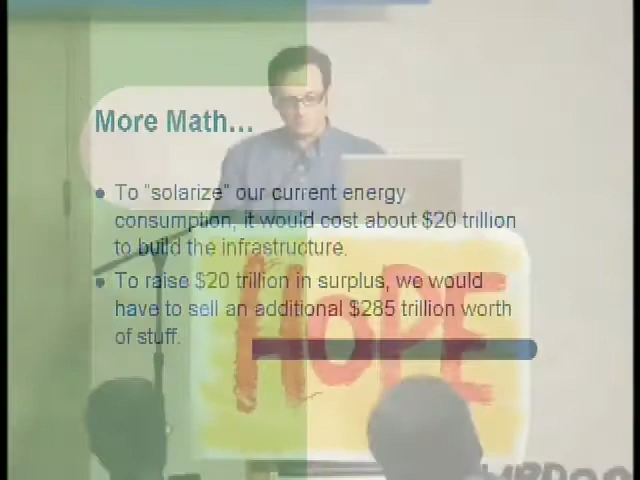 More Math...
To "solarize" our current energy
consumption, it would cost about $20 trillion
to build the infrastructure.
To raise $20 trillion in surplus, we would
have to sell an additional $285 trillion worth
of stuff.
HOPE